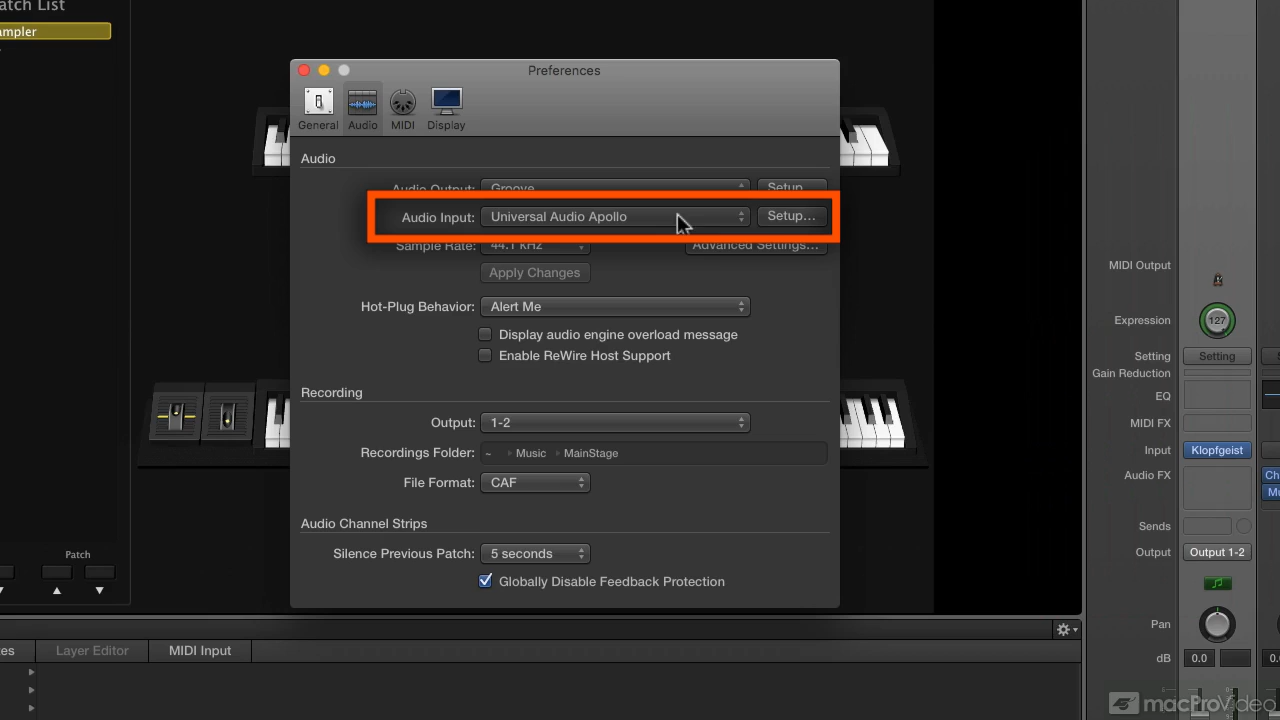 atch List
ampler
Preferences
General Audio MIDI Display
Audio
Audio Output: Groove Setup...
Audio Input: Universal Audio Apollo Setup...
Sample Rate: 44.1 kHz Advanced Settings...
Apply Changes
Hot-Plug Behavior: Alert Me
Display audio engine overload message
Enable ReWire Host Support
Recording
Output: 1-2
Recordings Folder: ~ Music MainStage
File Format: CAF
Audio Channel Strips
Silence Previous Patch: 5 seconds
Globally Disable Feedback Protection
Patch
tes Layer Editor MIDI Input
MIDI Output
Expression 127
Setting Setting
Gain Reduction
EQ
MIDI FX
Input Klopfgeist
Audio FX Ch
Mu
Sends
Output Output 1-2
Pan
dB 0.0 0.
macProVideo